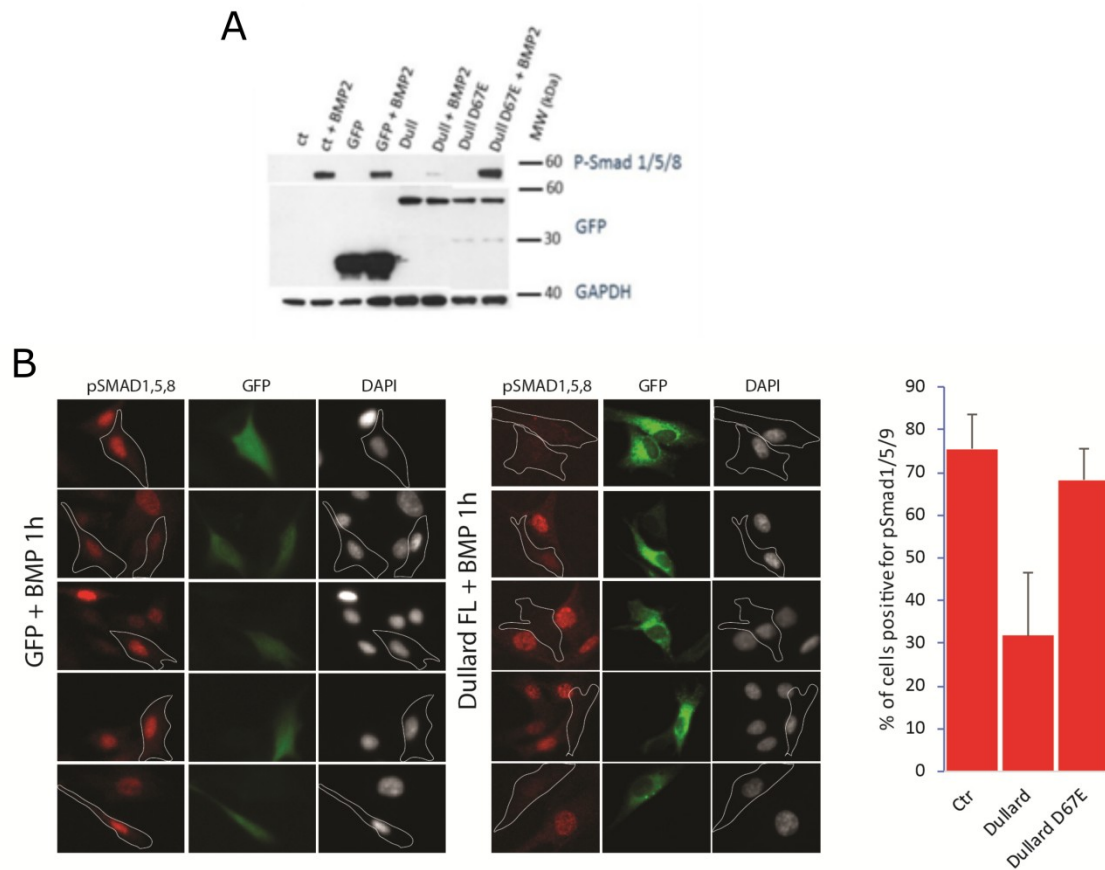 A
ct
ct + BMP2
GFP
GFP + BMP2
Dull
Dull + BMP2
Dull D67E
Dull D67E + BMP2
MW (kDa)
60 P-Smad 1/5/8
60
GFP
30
40 GAPDH
B
pSMAD1,5,8 GFP DAPI
GFP + BMP 1h
pSMAD1,5,8 GFP DAPI
Dullard FL + BMP 1h
% of cells positive for pSmad1/5/9
90
80
70
60
50
40
30
20
10
0
Ctr
Dullard
Dullard D67E